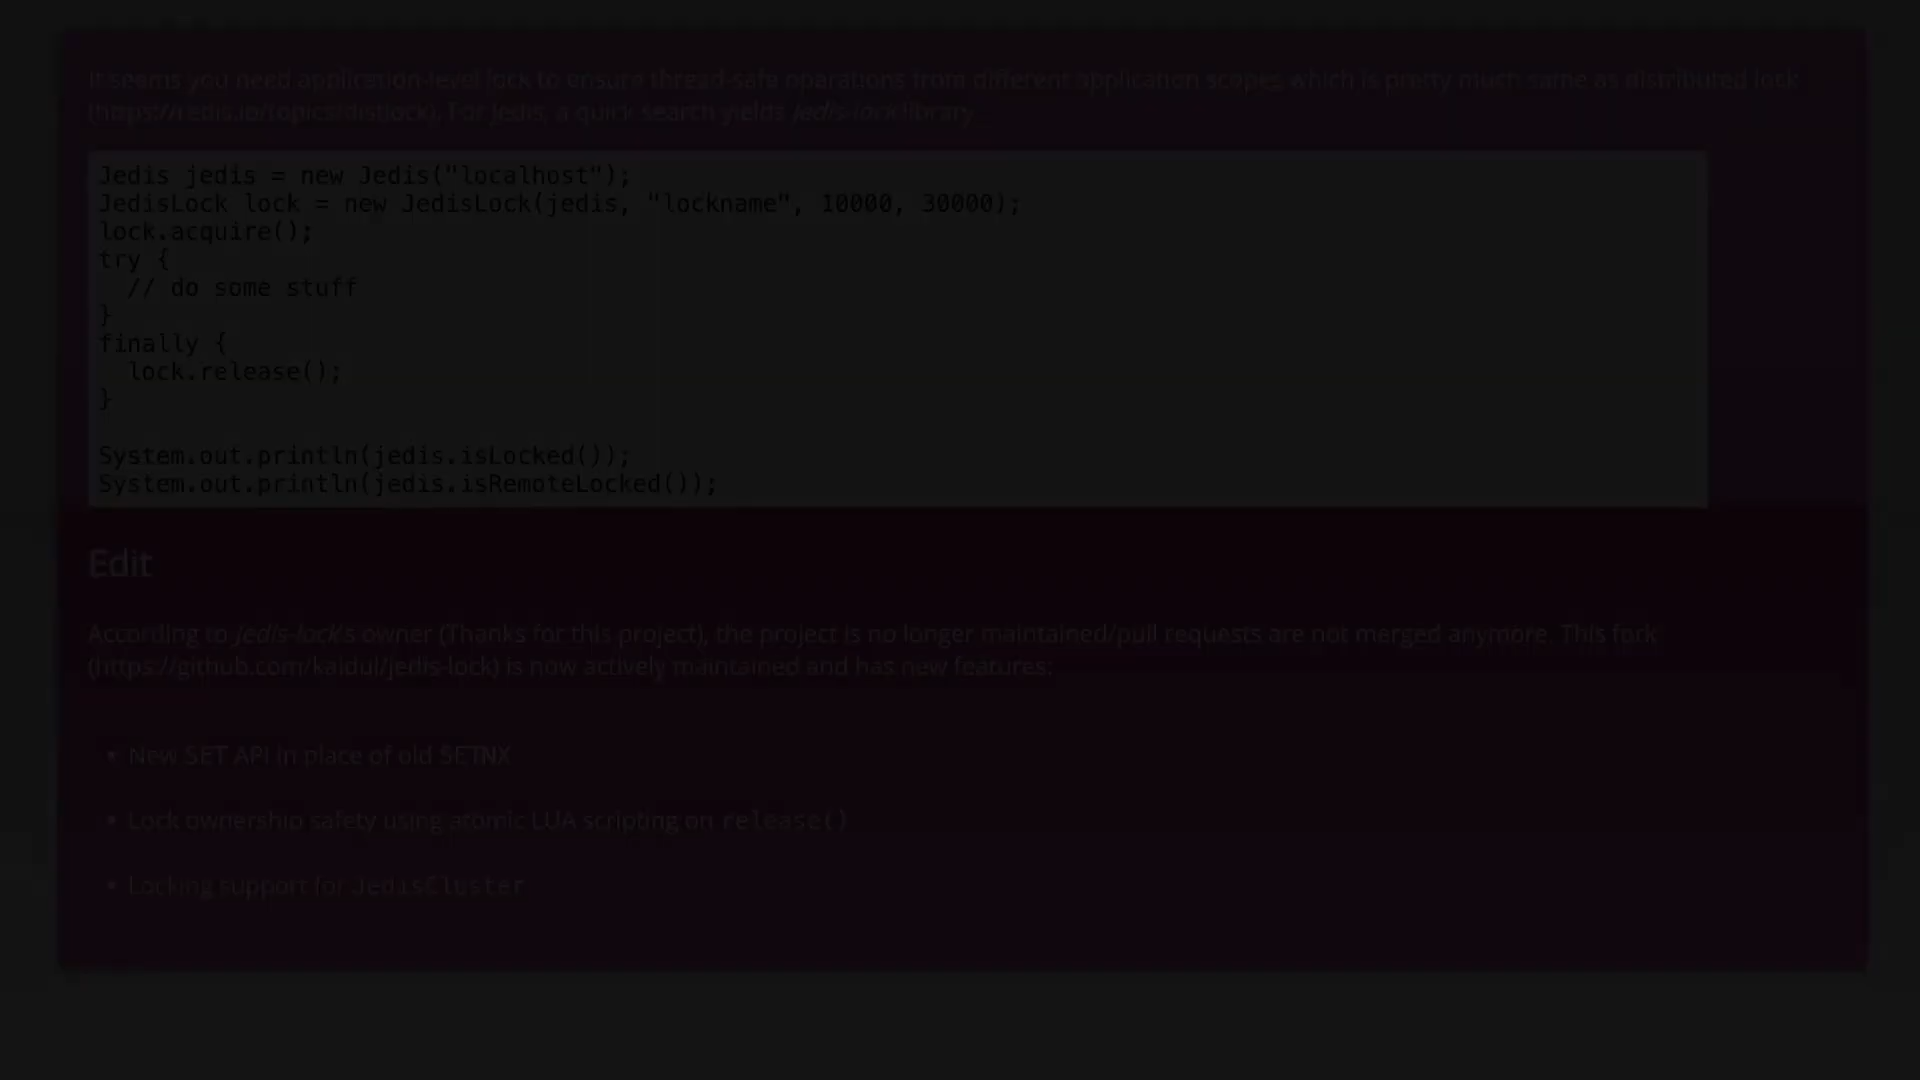 It seems you need application-level lock to ensure thread-safe oparations from different application scopes which is pretty much same as distributed lock
(https://redis.io/topics/distlock). For Jedis, a quick search yields jedis-lock library.
Jedis jedis = new Jedis("localhost");
JedisLock lock = new JedisLock(jedis, "lockname", 10000, 30000);
lock.acquire();
try {
// do some stuff
}
finally {
lock.release();
}
System.out.println(jedis.isLocked());
System.out.println(jedis.isRemoteLocked());
Edit
According to jedis-lock's owner (Thanks for this project), the project is no longer maintained/pull requests are not merged anymore. This fork
(https://github.com/kaidul/jedis-lock) is now actively maintained and has new features:
• New SET API in place of old SETNX
• Lock ownership safety using atomic LUA scripting on release()
• Locking support for JedisCluster